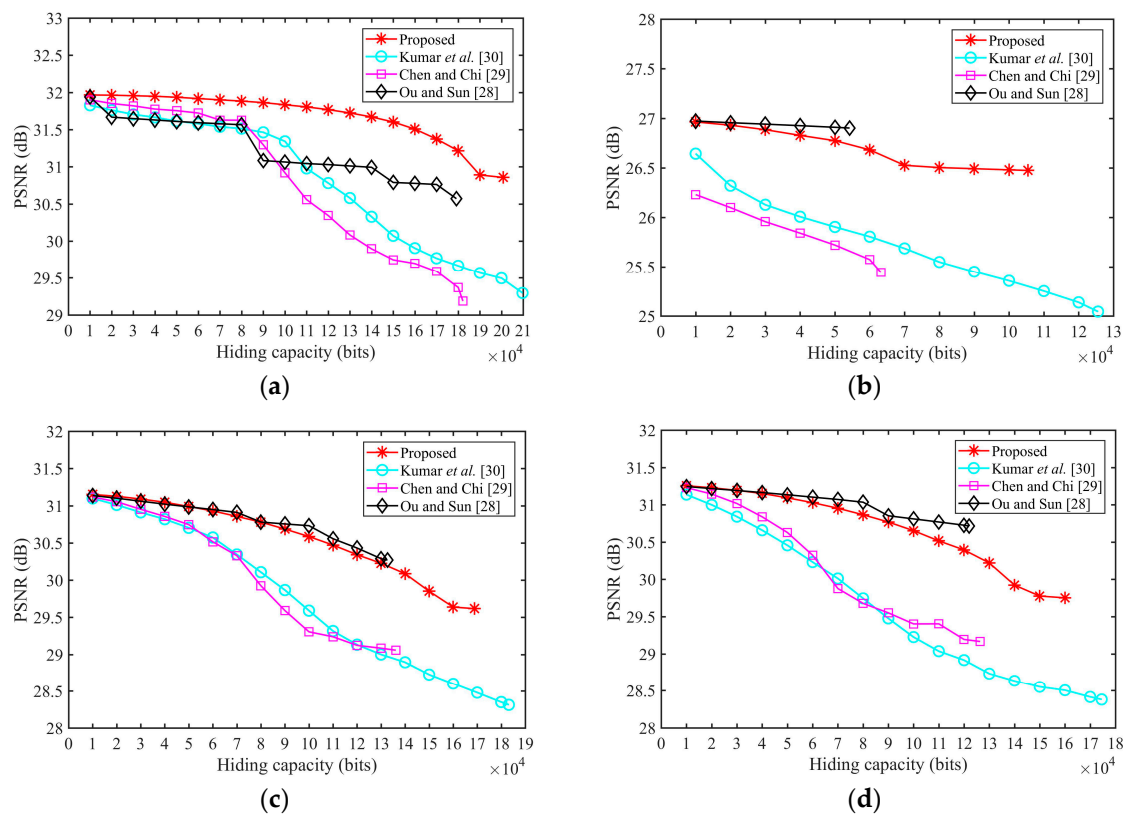 33
32.5
32
31.5
31
30.5
30
29.5
29
PSNR (dB)
Proposed
Kumar et al. [30]
Chen and Chi [29]
Ou and Sun [28]
0 1 2 3 4 5 6 7 8 9 10 11 12 13 14 15 16 17 18 19 20 21
Hiding capacity (bits)
×10⁴
(a)
28
27.5
27
26.5
26
25.5
25
PSNR (dB)
Proposed
Kumar et al. [30]
Chen and Chi [29]
Ou and Sun [28]
0 1 2 3 4 5 6 7 8 9 10 11 12 13
Hiding capacity (bits)
×10⁴
(b)
32
31.5
31
30.5
30
29.5
29
28.5
28
PSNR (dB)
Proposed
Kumar et al. [30]
Chen and Chi [29]
Ou and Sun [28]
0 1 2 3 4 5 6 7 8 9 10 11 12 13 14 15 16 17 18 19
Hiding capacity (bits)
×10⁴
(c)
32
31.5
31
30.5
30
29.5
29
28.5
28
PSNR (dB)
Proposed
Kumar et al. [30]
Chen and Chi [29]
Ou and Sun [28]
0 1 2 3 4 5 6 7 8 9 10 11 12 13 14 15 16 17 18
Hiding capacity (bits)
×10⁴
(d)